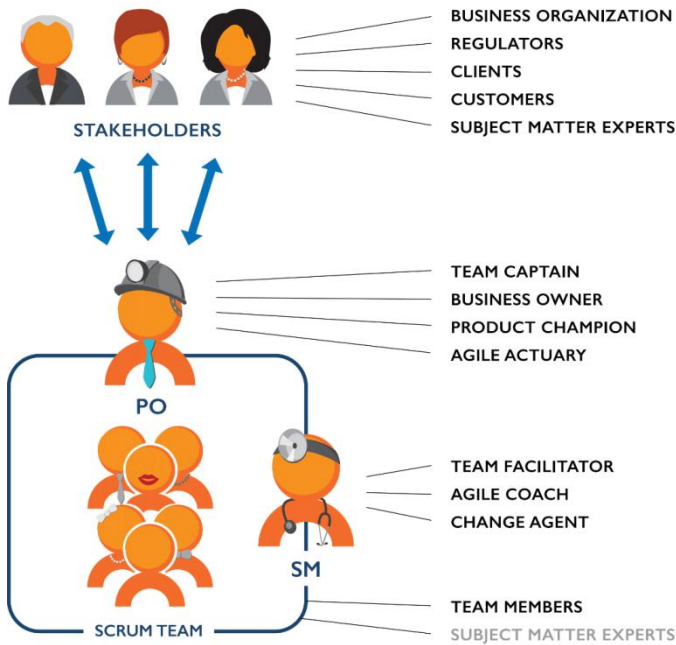 BUSINESS ORGANIZATION
REGULATORS
CLIENTS
CUSTOMERS
SUBJECT MATTER EXPERTS
STAKEHOLDERS
TEAM CAPTAIN
BUSINESS OWNER
PRODUCT CHAMPION
AGILE ACTUARY
PO
TEAM FACILITATOR
AGILE COACH
CHANGE AGENT
SM
TEAM MEMBERS
SUBJECT MATTER EXPERTS
SCRUM TEAM